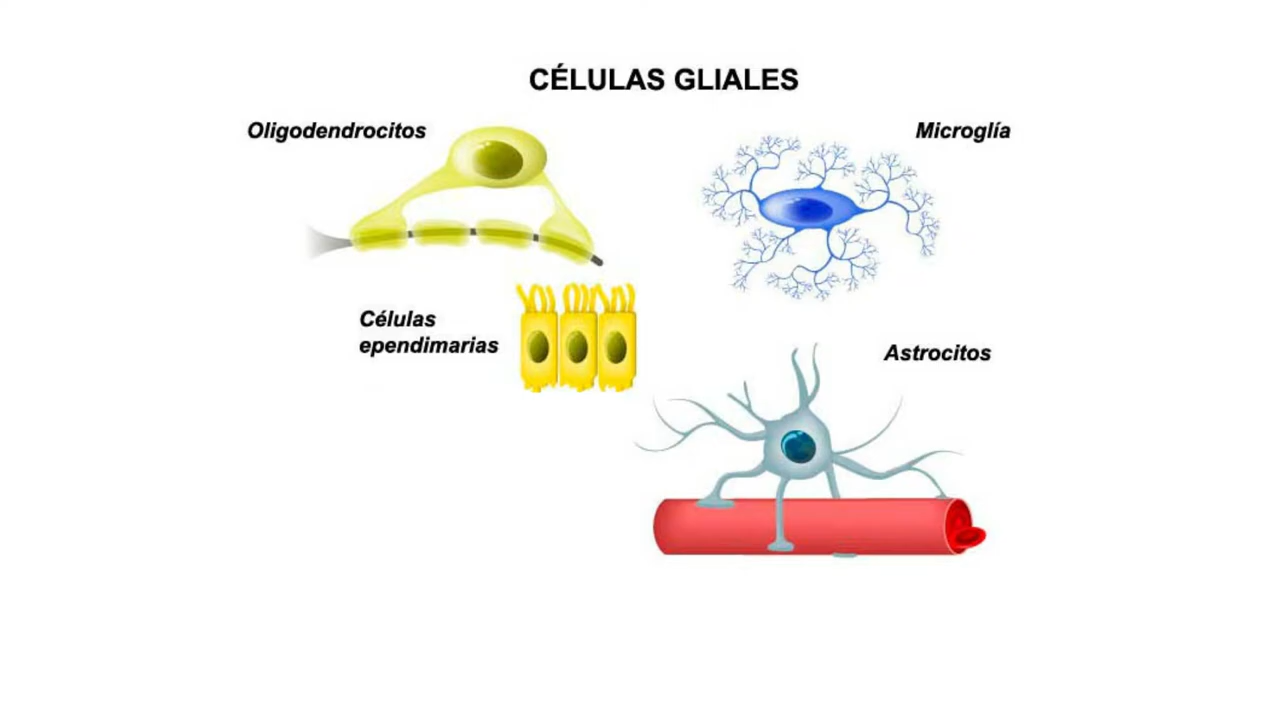 CÉLULAS GLIALES
Oligodendrocitos
Microglía
Células
ependimarias
Astrocitos